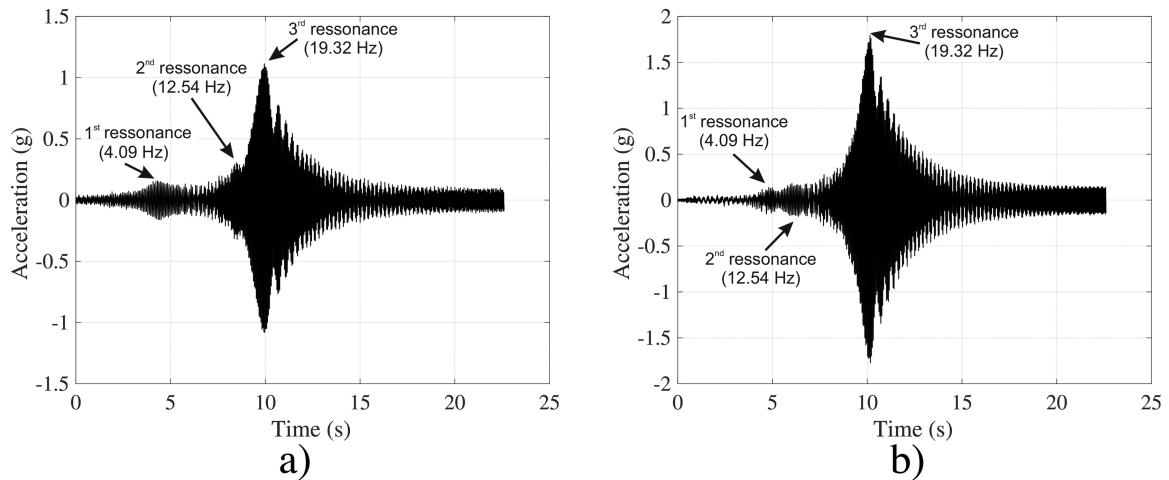 3rd ressonance
(19.32 Hz)
2nd ressonance
(12.54 Hz)
1st ressonance
(4.09 Hz)
Acceleration (g)
1.5
1
0.5
0
-0.5
-1
-1.5
0 5 10 15 20 25
Time (s)
a)
3rd ressonance
(19.32 Hz)
1st ressonance
(4.09 Hz)
2nd ressonance
(12.54 Hz)
Acceleration (g)
2
1.5
1
0.5
0
-0.5
-1
-1.5
-2
0 5 10 15 20 25
Time (s)
b)